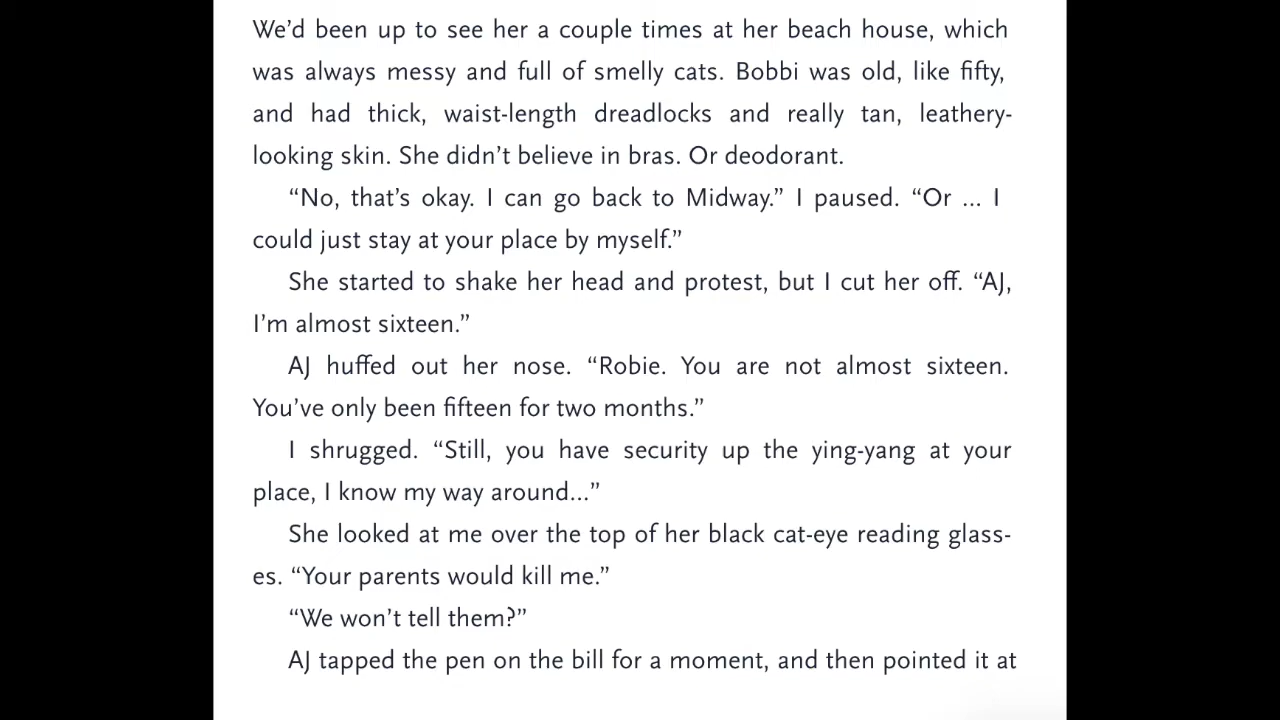 We’d been up to see her a couple times at her beach house, which
was always messy and full of smelly cats. Bobbi was old, like fifty,
and had thick, waist-length dreadlocks and really tan, leathery-
looking skin. She didn’t believe in bras. Or deodorant.
“No, that’s okay. I can go back to Midway.” I paused. “Or ... I
could just stay at your place by myself.”
She started to shake her head and protest, but I cut her off. “AJ,
I’m almost sixteen.”
AJ huffed out her nose. “Robie. You are not almost sixteen.
You’ve only been fifteen for two months.”
I shrugged. “Still, you have security up the ying-yang at your
place, I know my way around...”
She looked at me over the top of her black cat-eye reading glass-
es. “Your parents would kill me.”
“We won’t tell them?”
AJ tapped the pen on the bill for a moment, and then pointed it at